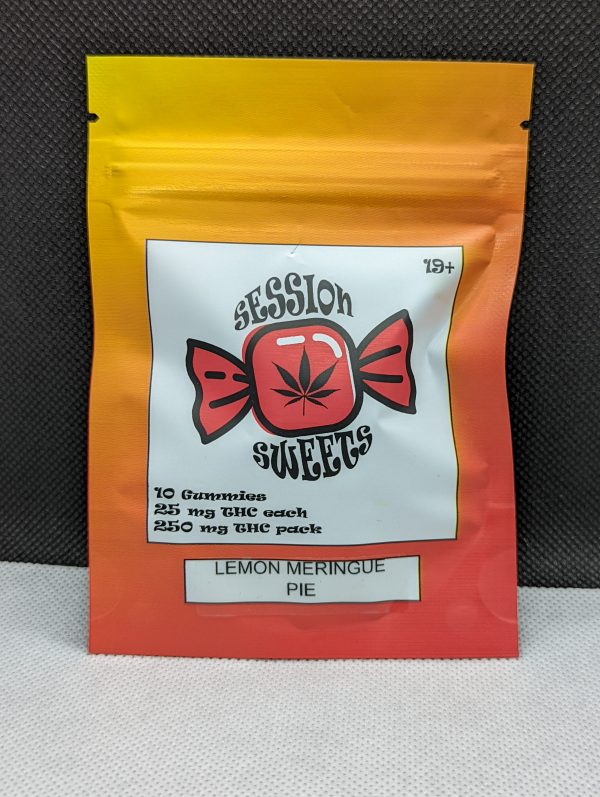 19+
SESSION
SWEETS
10 Gummies
25 mg THC each
250 mg THC pack
LEMON MERINGUE
PIE